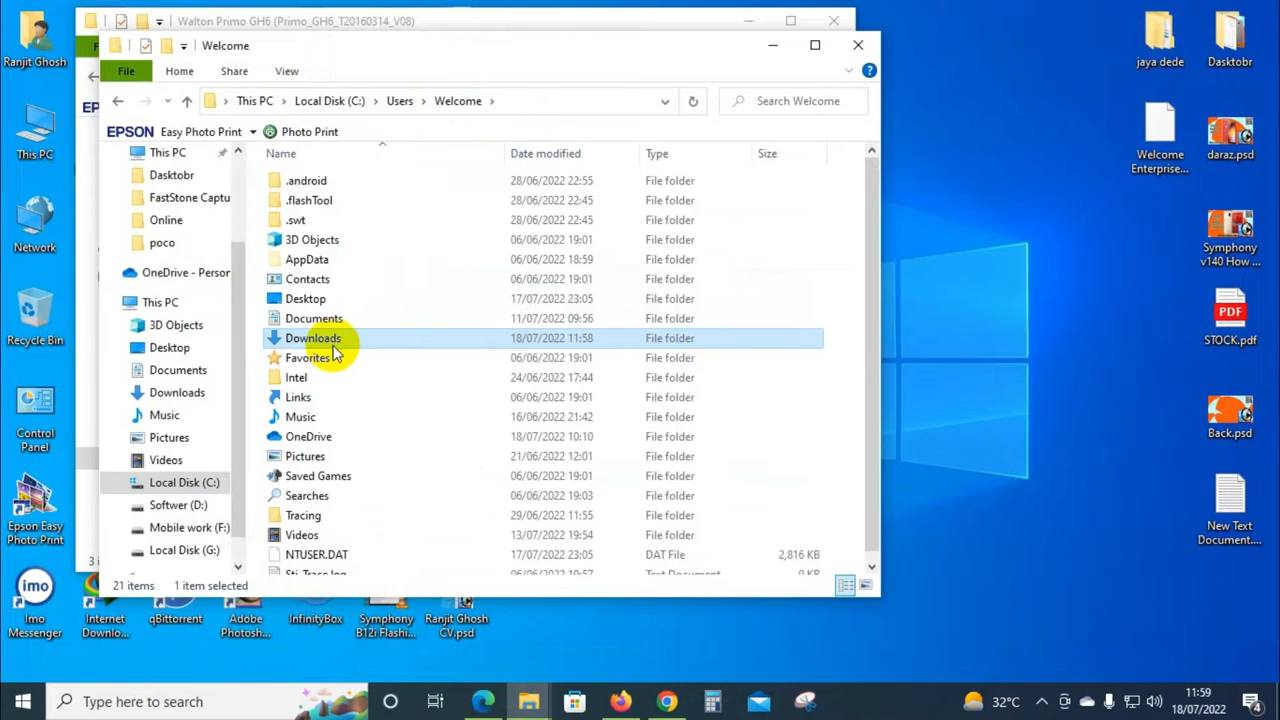 Walton Primo GH6 (Primo_GH6_T20160314_V08)
Welcome
File Home Share View
This PC Local Disk (C:) Users Welcome
Search Welcome
EPSON Easy Photo Print Photo Print
Name Date modified Type Size
.android 28/06/2022 22:55 File folder
.flashTool 28/06/2022 22:45 File folder
.swt 28/06/2022 22:45 File folder
3D Objects 06/06/2022 19:01 File folder
AppData 06/06/2022 18:59 File folder
Contacts 06/06/2022 19:01 File folder
Desktop 17/07/2022 23:05 File folder
Documents 11/07/2022 09:56 File folder
Downloads 18/07/2022 11:58 File folder
Favorites 06/06/2022 19:01 File folder
Intel 24/06/2022 17:44 File folder
Links 06/06/2022 19:01 File folder
Music 16/06/2022 21:42 File folder
OneDrive 18/07/2022 10:10 File folder
Pictures 21/06/2022 12:01 File folder
Saved Games 06/06/2022 19:01 File folder
Searches 06/06/2022 19:03 File folder
Tracing 29/06/2022 11:55 File folder
Videos 13/07/2022 19:54 File folder
NTUSER.DAT 17/07/2022 23:05 DAT File 2,816 KB
Sti_Trace.log 06/06/2022 19:57 Text Document 0 KB
This PC
Dasktobr
FastStone Captu
Online
poco
OneDrive - Person
This PC
3D Objects
Desktop
Documents
Downloads
Music
Pictures
Videos
Local Disk (C:)
Softwer (D:)
Mobile work (F:)
Local Disk (G:)
21 items 1 item selected
Ranjit Ghosh
This PC
Network
Recycle Bin
Control
Panel
Epson Easy
Photo Print
Imo
Messenger
Internet
Downlo...
qBittorrent
Adobe
Photosh...
InfinityBox
Symphony
B12i Flashi...
Ranjit Ghosh
CV.psd
jaya dede
Dasktobr
Welcome
Enterprise...
daraz.psd
Symphony
v140 How ...
PDF
STOCK.pdf
Back.psd
New Text
Document....
Type here to search
32°C
11:59
18/07/2022
4